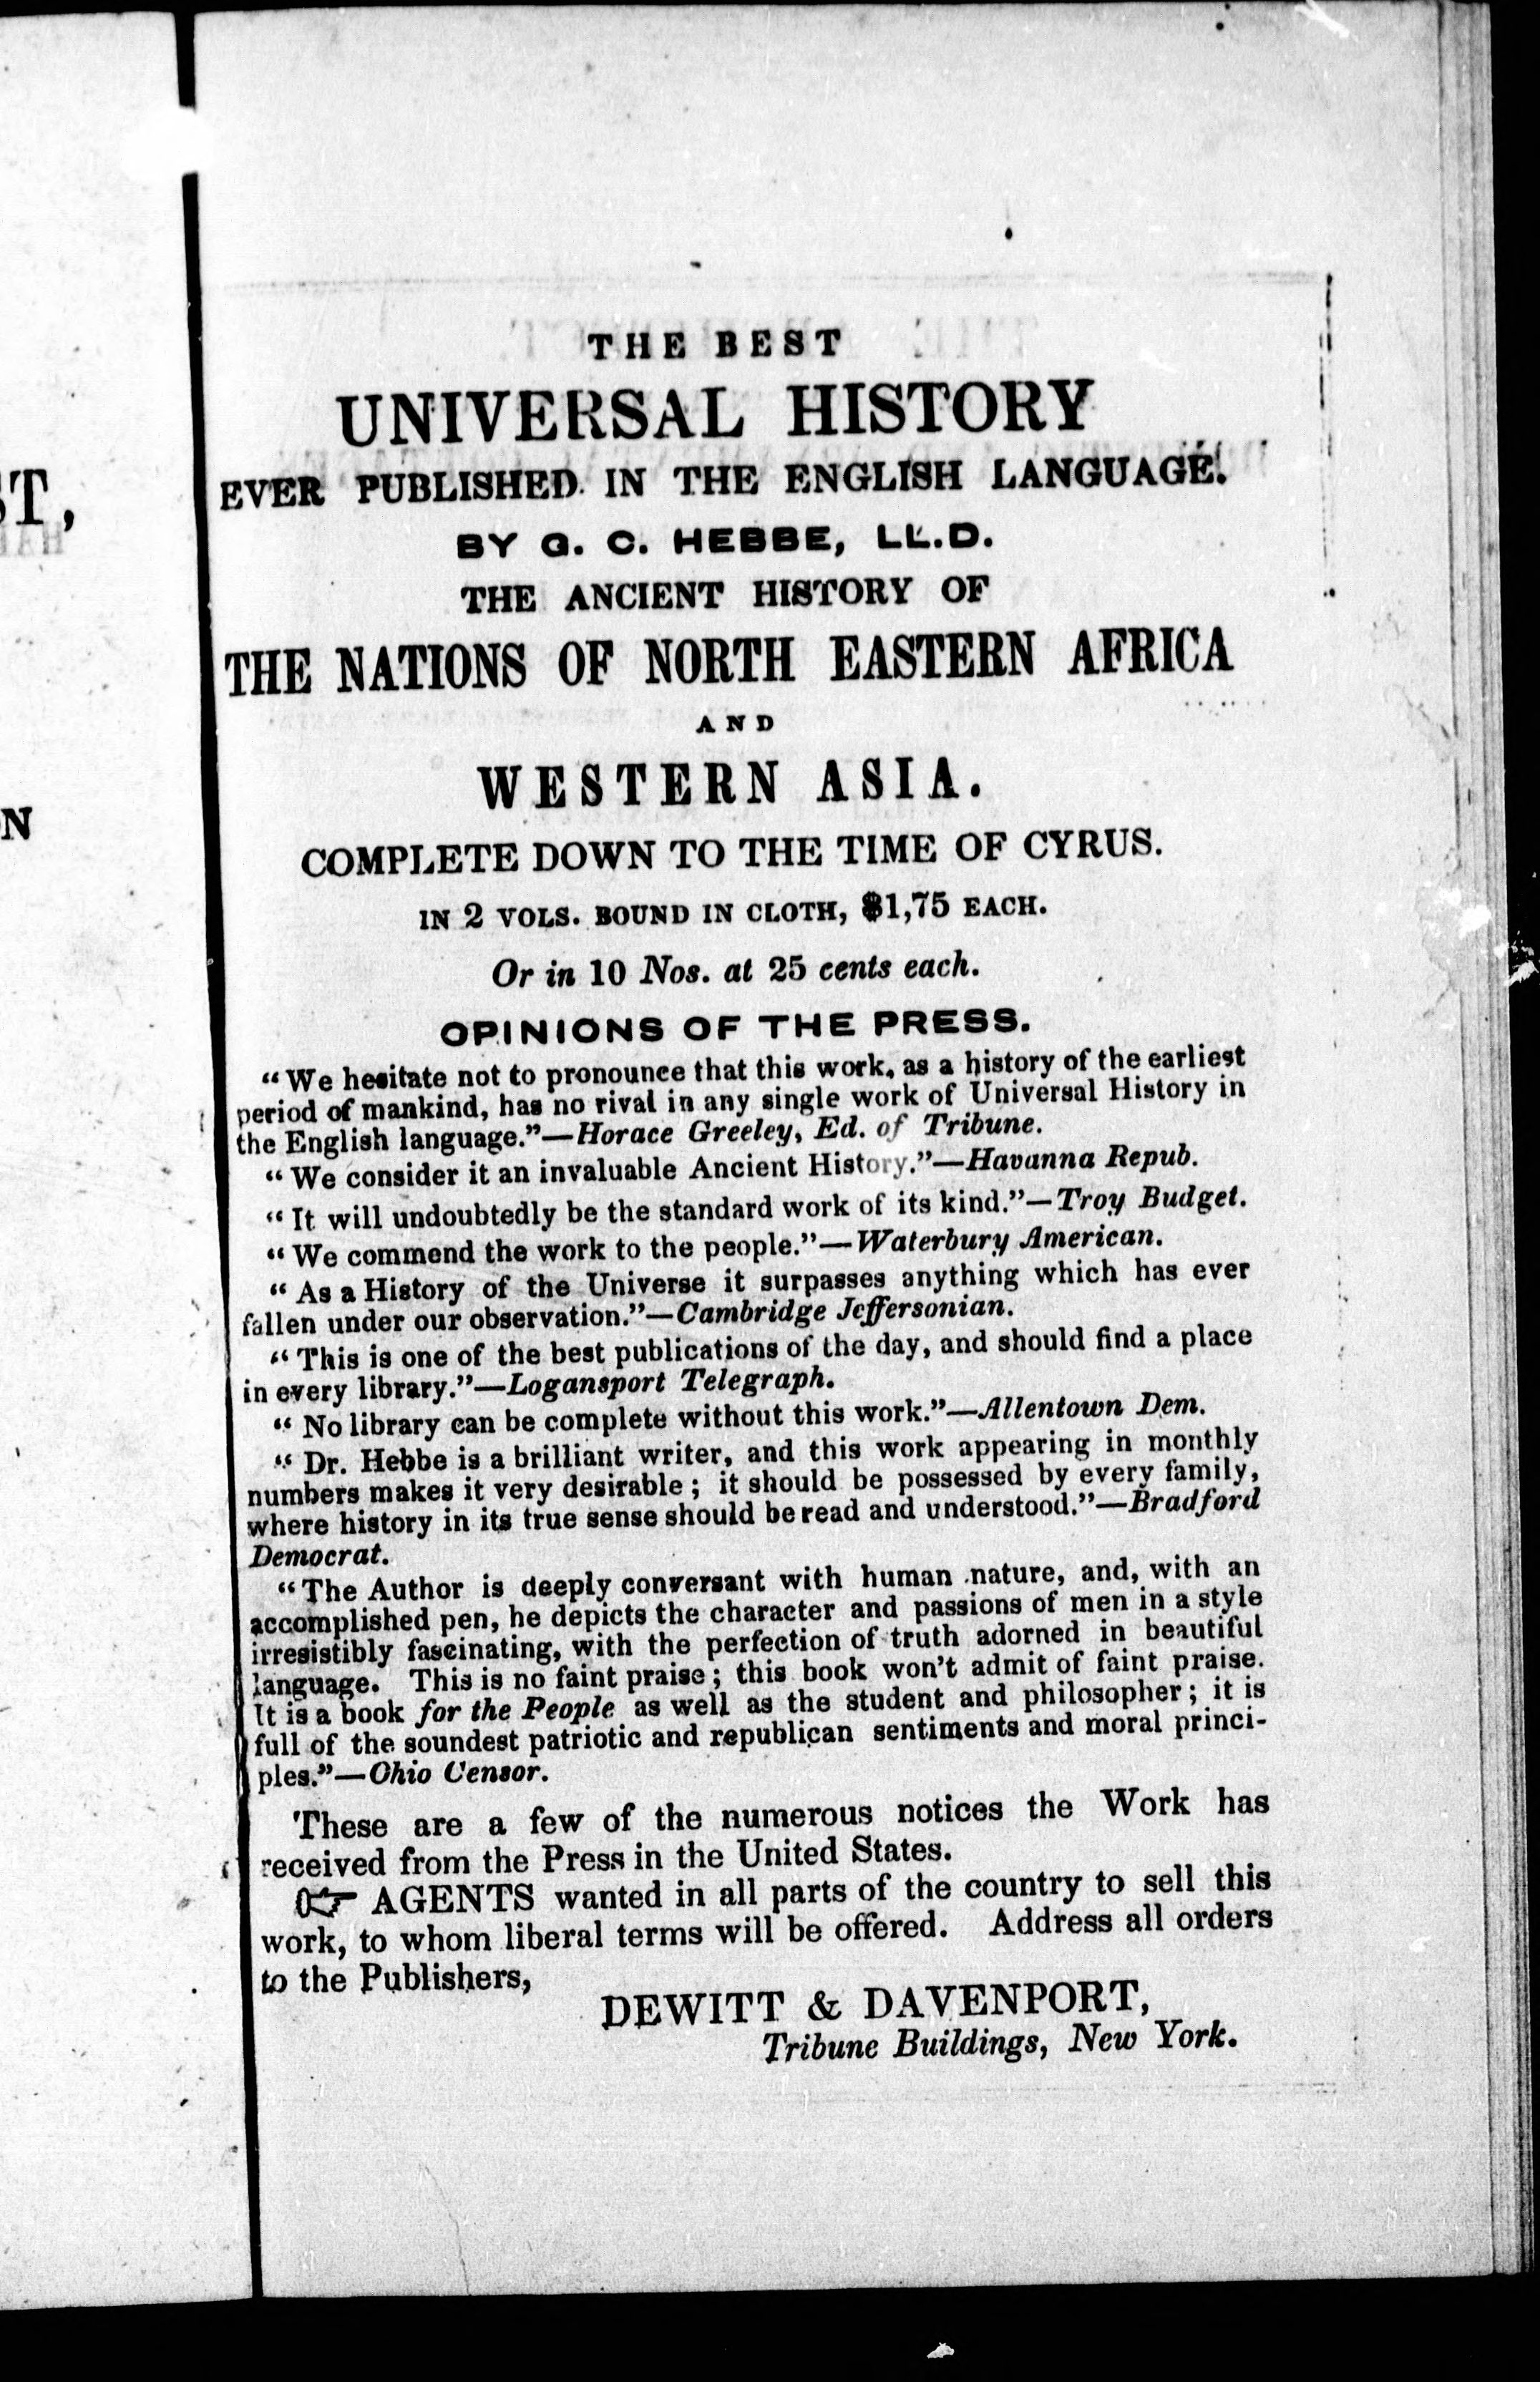 THE BEST
UNIVERSAL HISTORY
EVER PUBLISHED IN THE ENGLISH LANGUAGE.
BY G. C. HEBBE, LL.D.
THE ANCIENT HISTORY OF
THE NATIONS OF NORTH EASTERN AFRICA
AND
WESTERN ASIA.
COMPLETE DOWN TO THE TIME OF CYRUS.
IN 2 VOLS. BOUND IN CLOTH, $1,75 EACH.
Or in 10 Nos. at 25 cents each.
OPINIONS OF THE PRESS.
"We hesitate not to pronounce that this work, as a history of the earliest
period of mankind, has no rival in any single work of Universal History in
the English language."—Horace Greeley, Ed. of Tribune.
"We consider it an invaluable Ancient History."—Havanna Repub.
"It will undoubtedly be the standard work of its kind."—Troy Budget.
"We commend the work to the people."—Waterbury American.
"As a History of the Universe it surpasses anything which has ever
fallen under our observation."—Cambridge Jeffersonian.
"This is one of the best publications of the day, and should find a place
in every library."—Logansport Telegraph.
"No library can be complete without this work."—Allentown Dem.
"Dr. Hebbe is a brilliant writer, and this work appearing in monthly
numbers makes it very desirable; it should be possessed by every family,
where history in its true sense should be read and understood."—Bradford
Democrat.
"The Author is deeply conversant with human nature, and, with an
accomplished pen, he depicts the character and passions of men in a style
irresistibly fascinating, with the perfection of truth adorned in beautiful
language. This is no faint praise; this book won't admit of faint praise.
It is a book for the People as well as the student and philosopher; it is
full of the soundest patriotic and republican sentiments and moral princi-
ples."—Ohio Censor.
These are a few of the numerous notices the Work has
received from the Press in the United States.
☞ AGENTS wanted in all parts of the country to sell this
work, to whom liberal terms will be offered. Address all orders
to the Publishers,
DEWITT & DAVENPORT,
Tribune Buildings, New York.